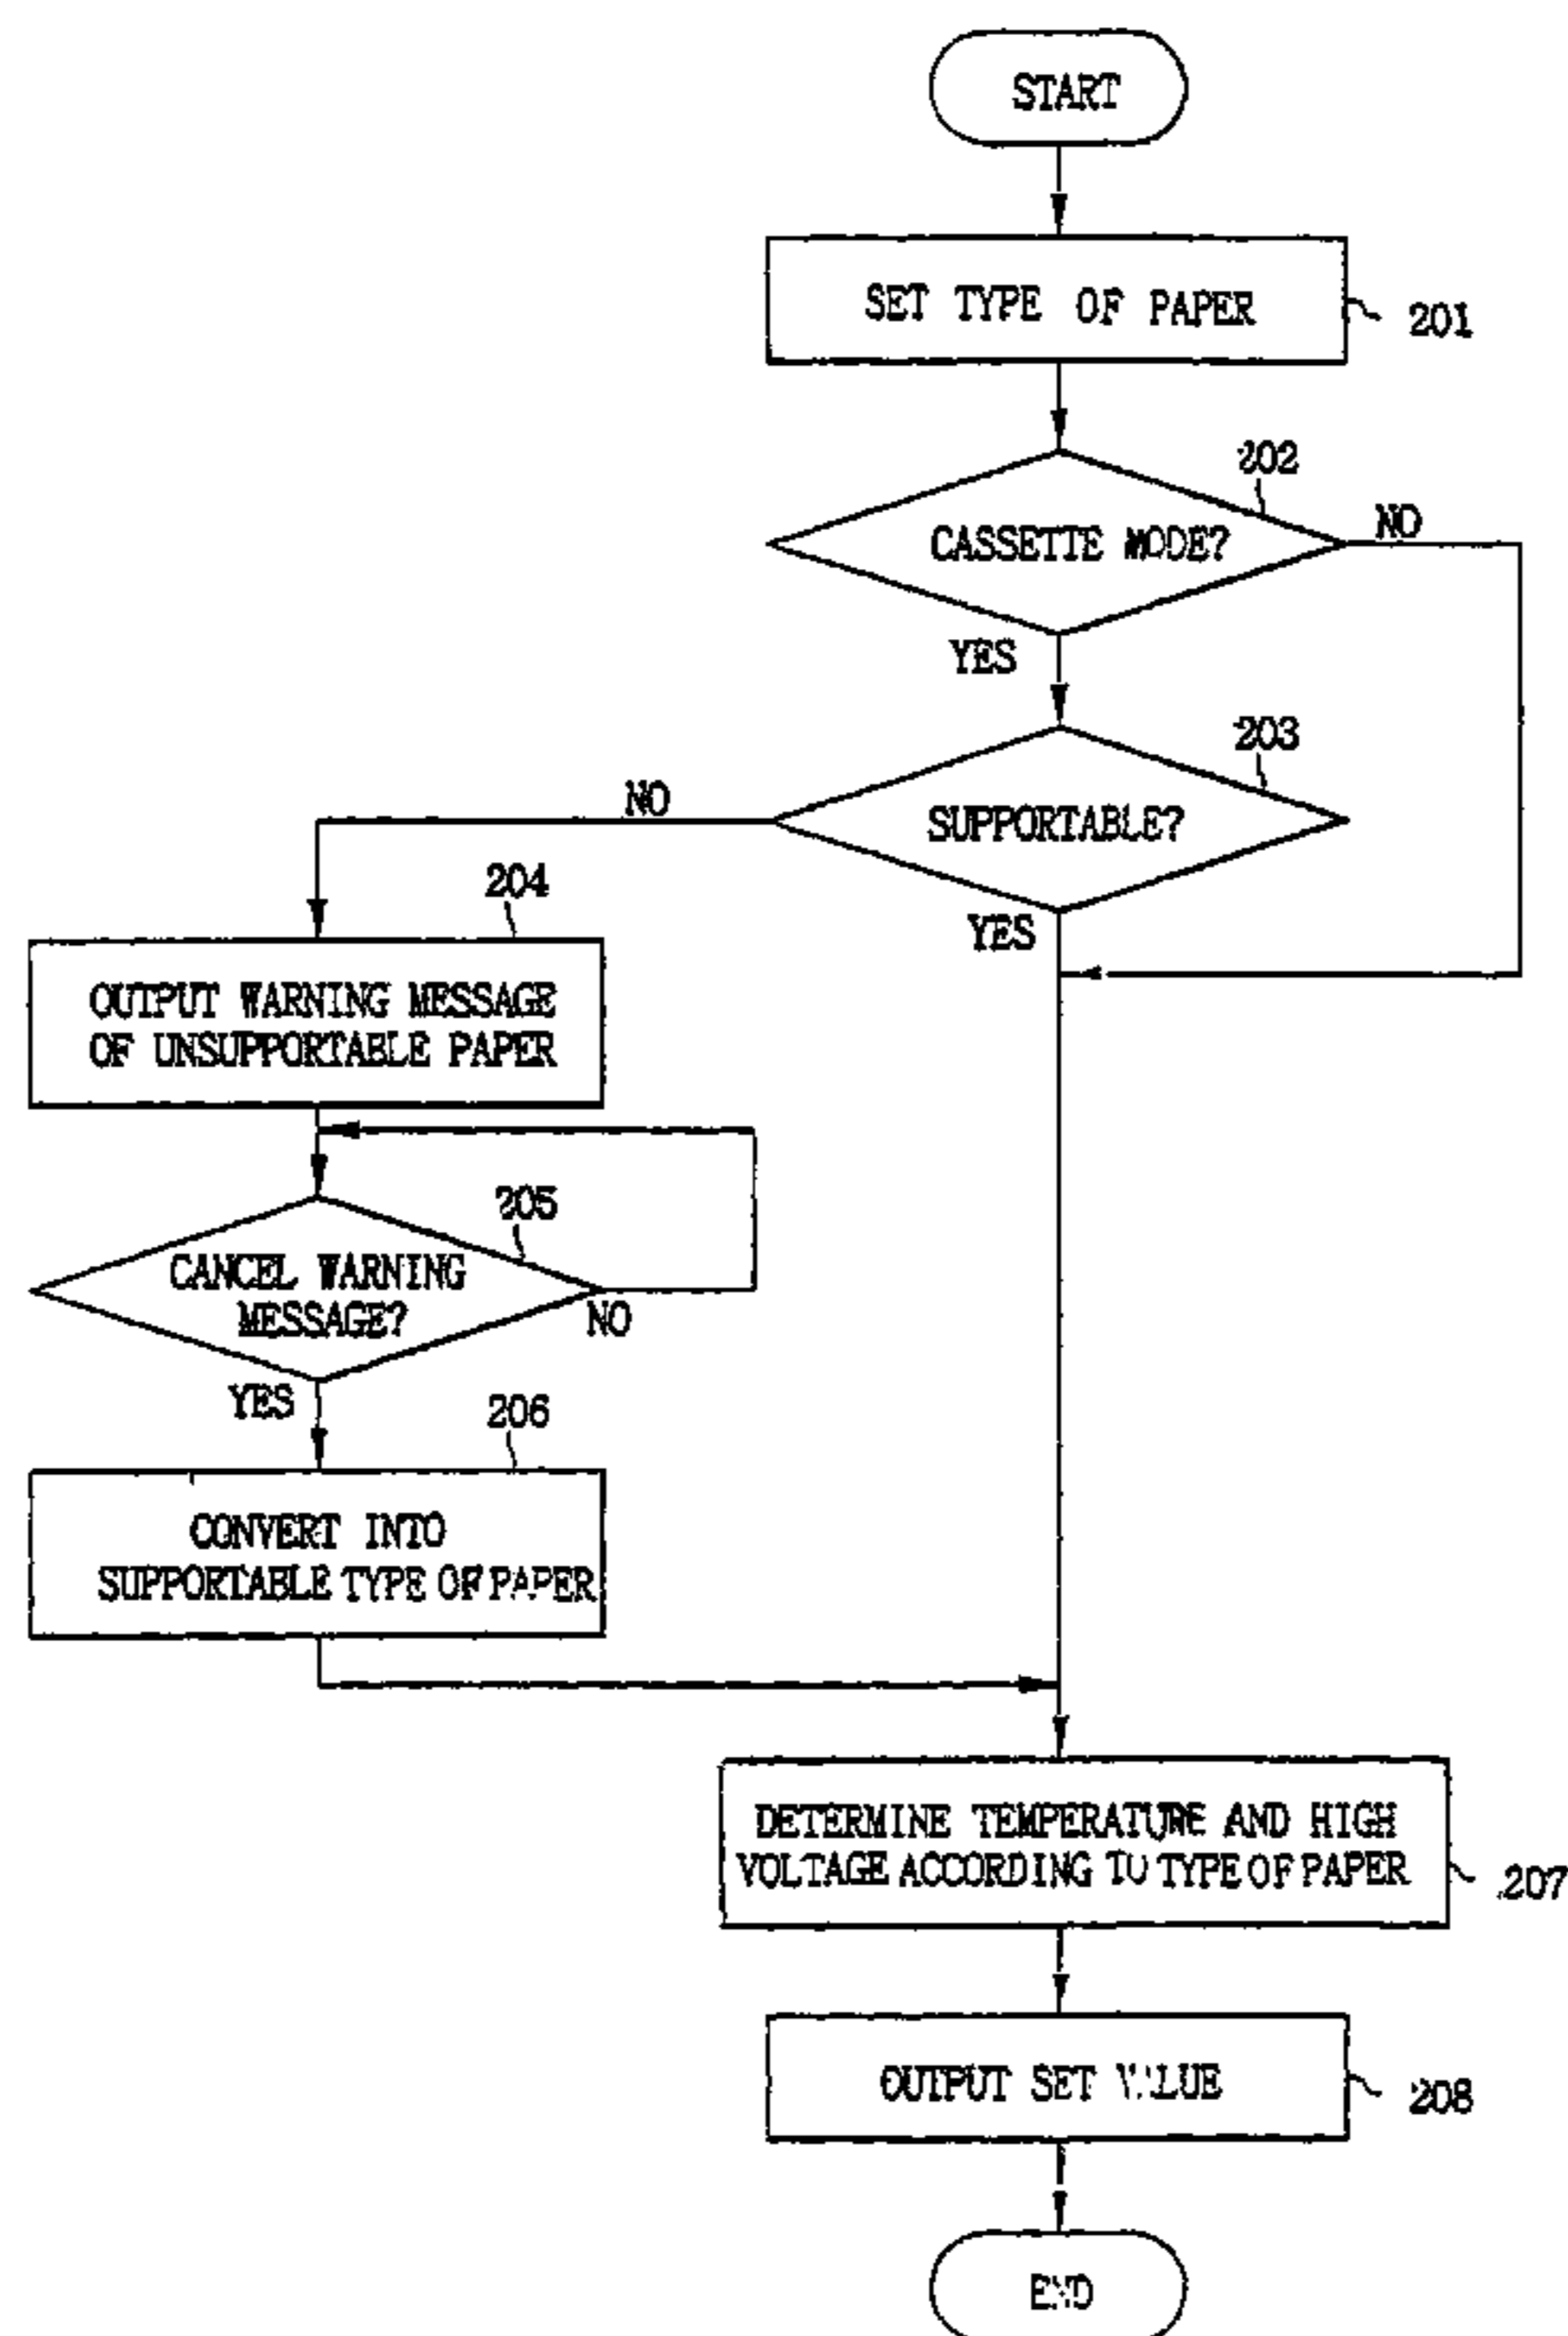 START
SET TYPE OF PAPER
201
202
CASSETTE MODE?
NO
YES
203
SUPPORTABLE?
NO
YES
204
OUTPUT WARNING MESSAGE
OF UNSUPPORTABLE PAPER
205
CANCEL WARNING
MESSAGE?
NO
YES
206
CONVERT INTO
SUPPORTABLE TYPE OF PAPER
DETERMINE TEMPERATURE AND HIGH
VOLTAGE ACCORDING TO TYPE OF PAPER
207
OUTPUT SET VALUE
208
END